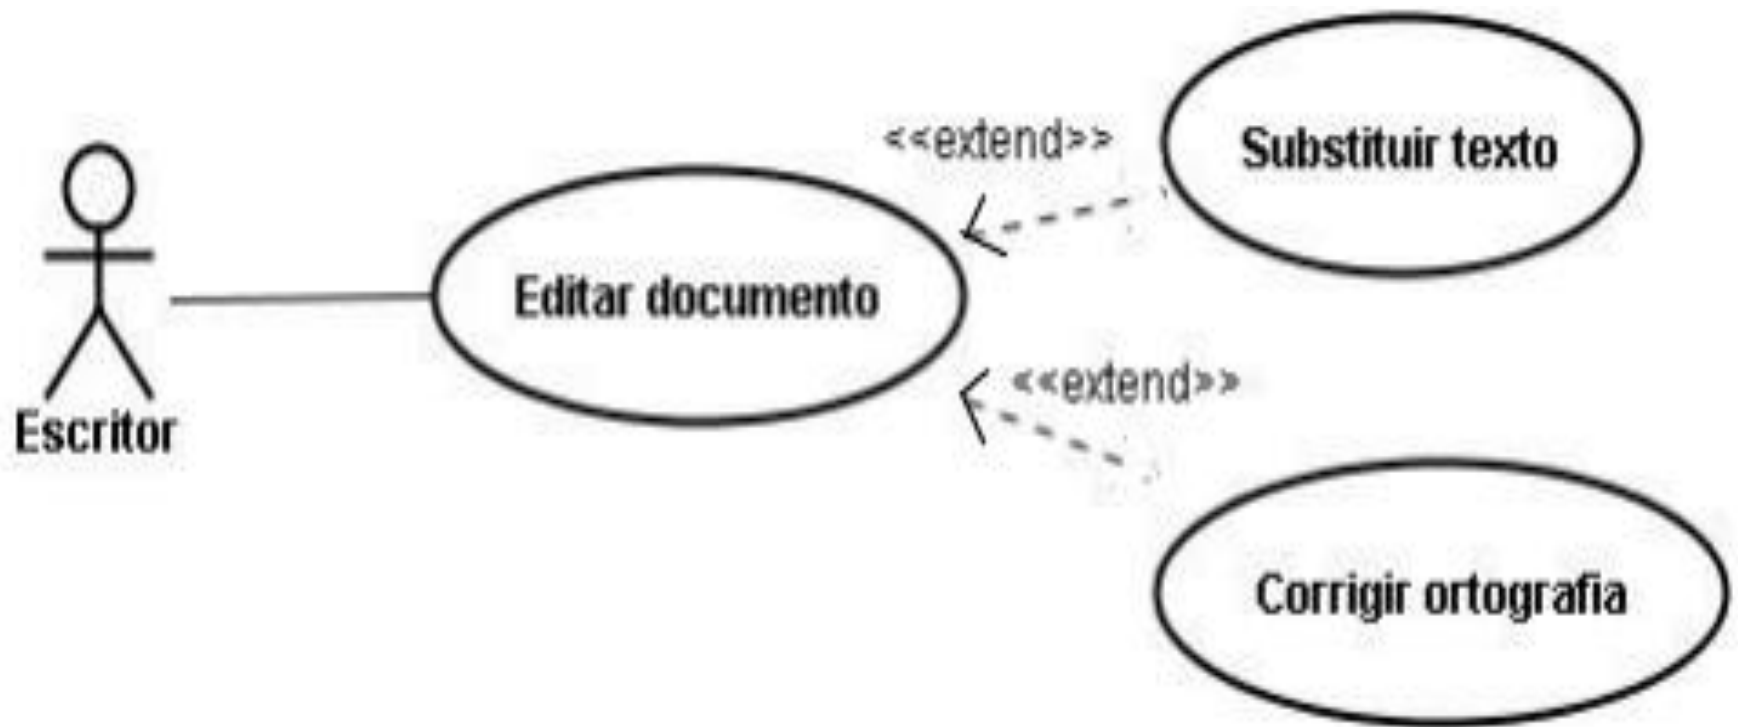 <<extend>>
Substituir texto
Editar documento
<<extend>>
Escritor
Corrigir ortografia